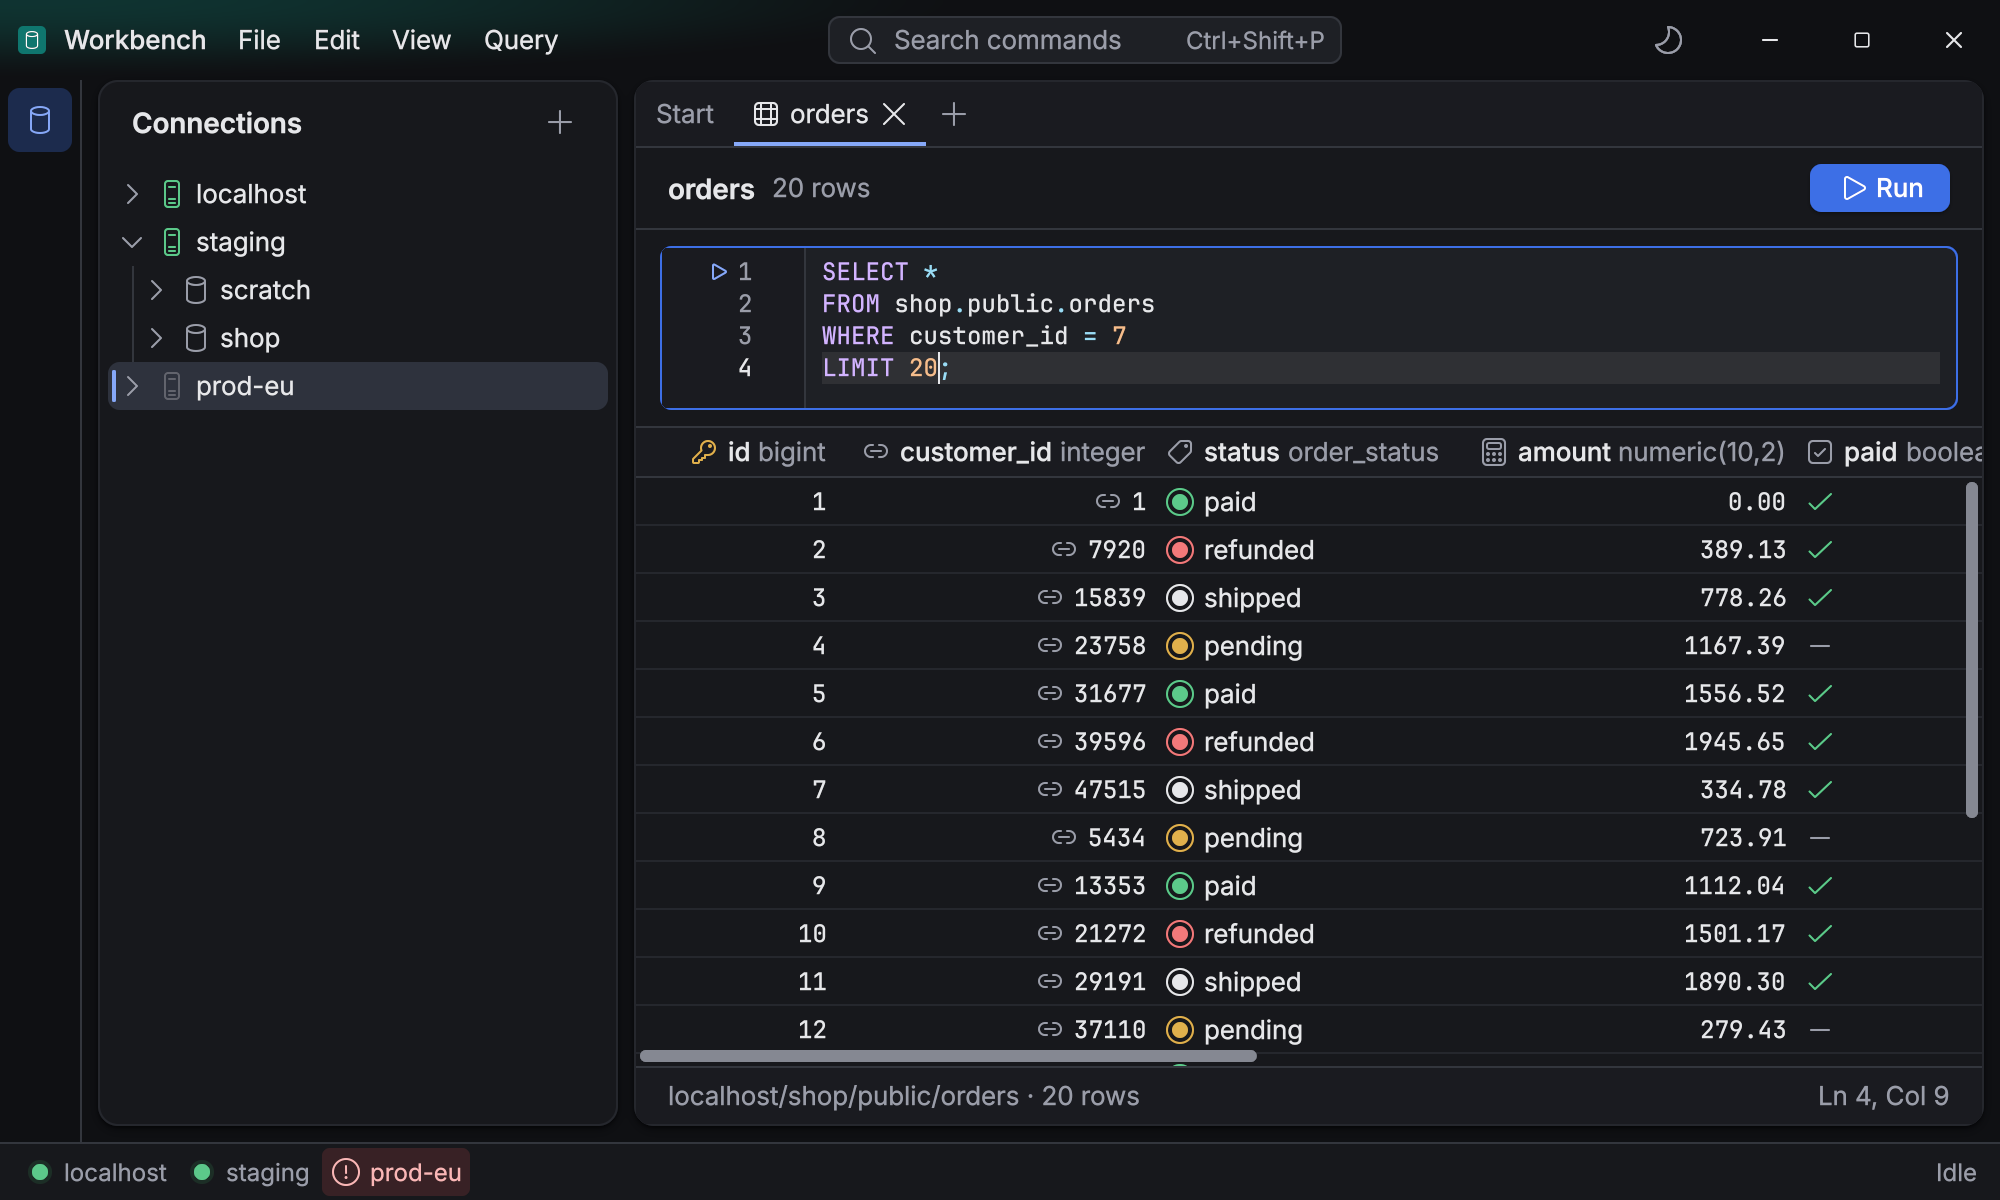 Workbench File Edit View Query Search commands Ctrl+Shift+P
Connections
localhost
staging
scratch
shop
prod-eu
Start orders
orders 20 rows Run
1 SELECT *
2 FROM shop.public.orders
3 WHERE customer_id = 7
4 LIMIT 20;
id bigint customer_id integer status order_status amount numeric(10,2) paid boolea
1 1 paid 0.00
2 7920 refunded 389.13
3 15839 shipped 778.26
4 23758 pending 1167.39
5 31677 paid 1556.52
6 39596 refunded 1945.65
7 47515 shipped 334.78
8 5434 pending 723.91
9 13353 paid 1112.04
10 21272 refunded 1501.17
11 29191 shipped 1890.30
12 37110 pending 279.43
localhost/shop/public/orders · 20 rows Ln 4, Col 9
localhost staging prod-eu Idle